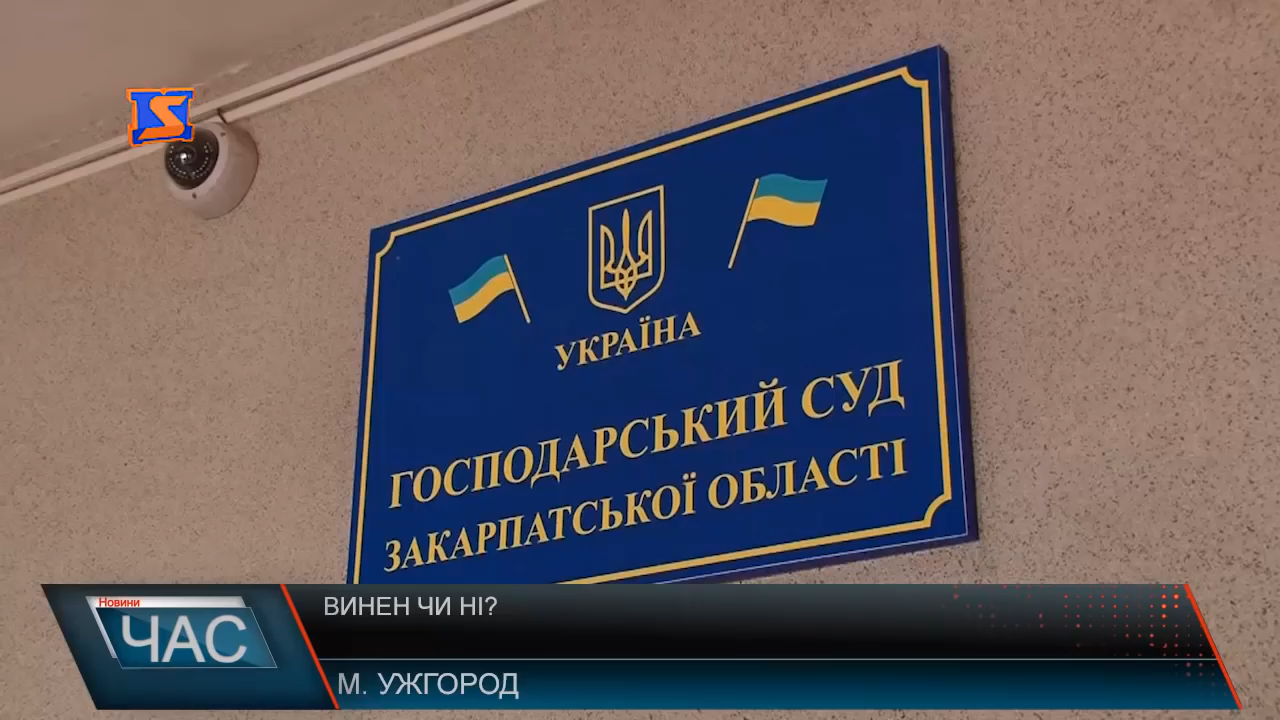 УКРАЇНА
ГОСПОДАРСЬКИЙ СУД
ЗАКАРПАТСЬКОЇ ОБЛАСТІ
Новини
ЧАС
ВИНЕН ЧИ НІ?
М. УЖГОРОД